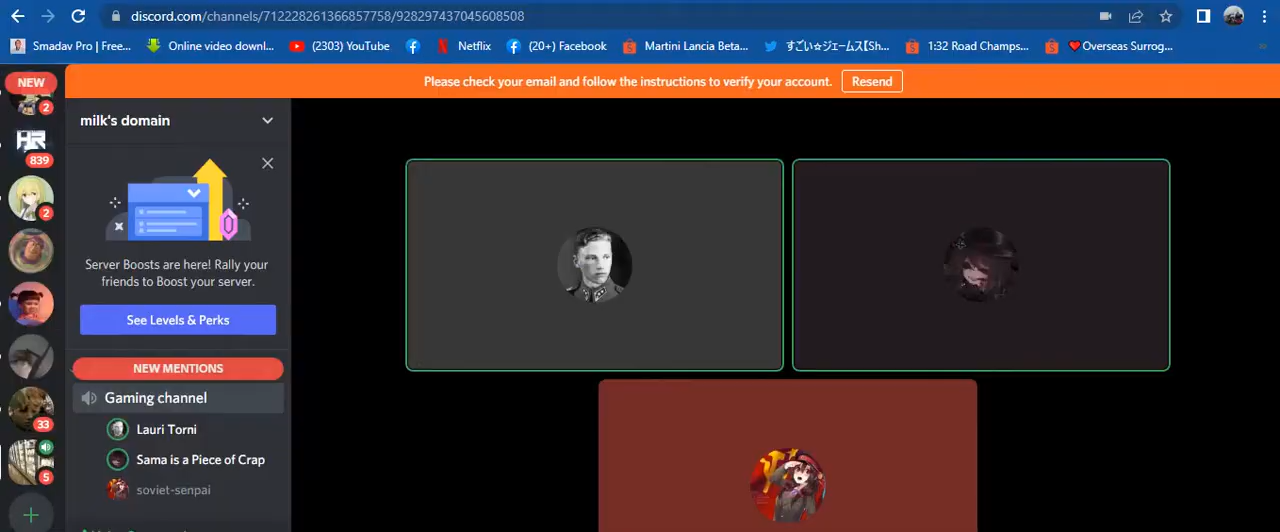 discord.com/channels/712228261366857758/928297437045608508
Smadav Pro | Free...
Online video downl...
(2303) YouTube
Netflix
(20+) Facebook
Martini Lancia Beta...
すごい☆ジェームス【Sh...
1:32 Road Champs...
❤Overseas Surrog...
NEW
Please check your email and follow the instructions to verify your account.
Resend
2
milk's domain
HR
839
2
Server Boosts are here! Rally your
friends to Boost your server.
See Levels & Perks
NEW MENTIONS
Gaming channel
33
Lauri Torni
Sama is a Piece of Crap
5
soviet-senpai